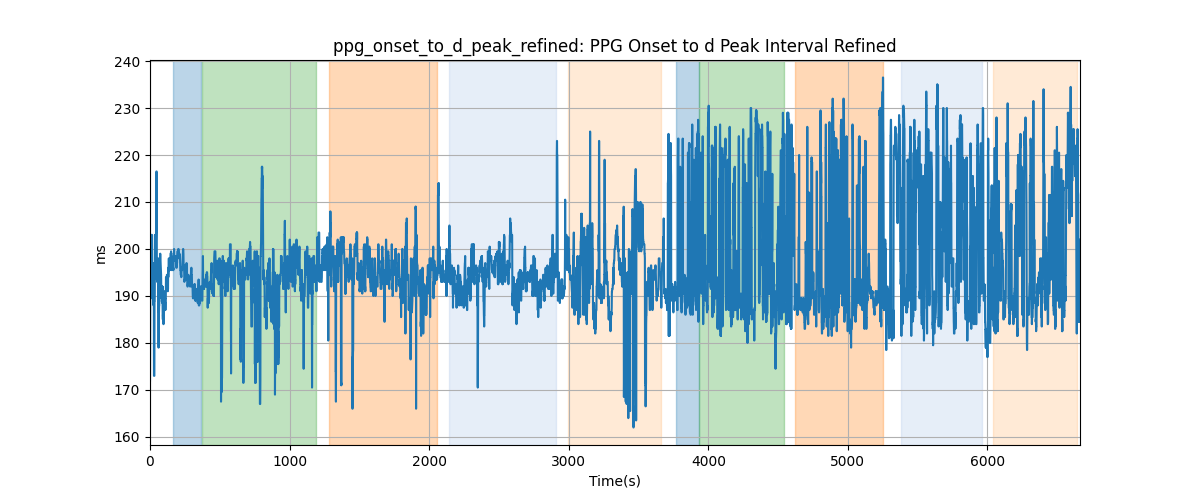 ppg_onset_to_d_peak_refined: PPG Onset to d Peak Interval Refined
240
230
220
210
200
190
180
170
160
ms
0 1000 2000 3000 4000 5000 6000
Time(s)